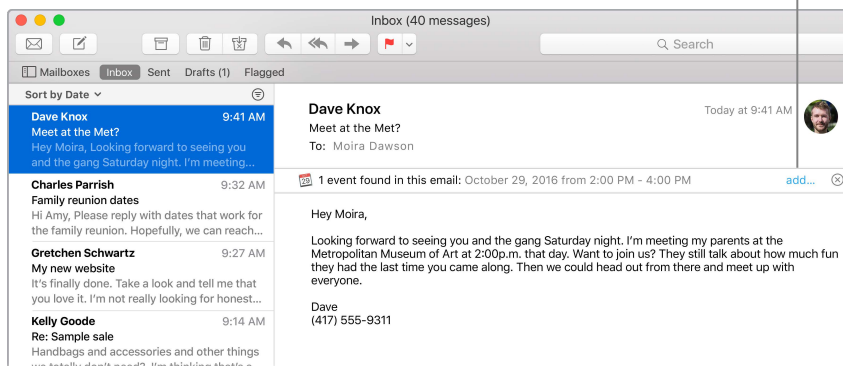 Inbox (40 messages)
Search
Mailboxes Inbox Sent Drafts (1) Flagged
Sort by Date
Dave Knox 9:41 AM
Meet at the Met?
Hey Moira, Looking forward to seeing you
and the gang Saturday night. I'm meeting...
Charles Parrish 9:32 AM
Family reunion dates
Hi Amy, Please reply with dates that work for
the family reunion. Hopefully, we can reach...
Gretchen Schwartz 9:27 AM
My new website
It's finally done. Take a look and tell me that
you love it. I'm not really looking for honest...
Kelly Goode 9:14 AM
Re: Sample sale
Handbags and accessories and other things
we totally don't need? I'm thinking that's a
Dave Knox Today at 9:41 AM
Meet at the Met?
To: Moira Dawson
29 1 event found in this email: October 29, 2016 from 2:00 PM - 4:00 PM add...
Hey Moira,
Looking forward to seeing you and the gang Saturday night. I'm meeting my parents at the
Metropolitan Museum of Art at 2:00p.m. that day. Want to join us? They still talk about how much fun
they had the last time you came along. Then we could head out from there and meet up with
everyone.
Dave
(417) 555-9311